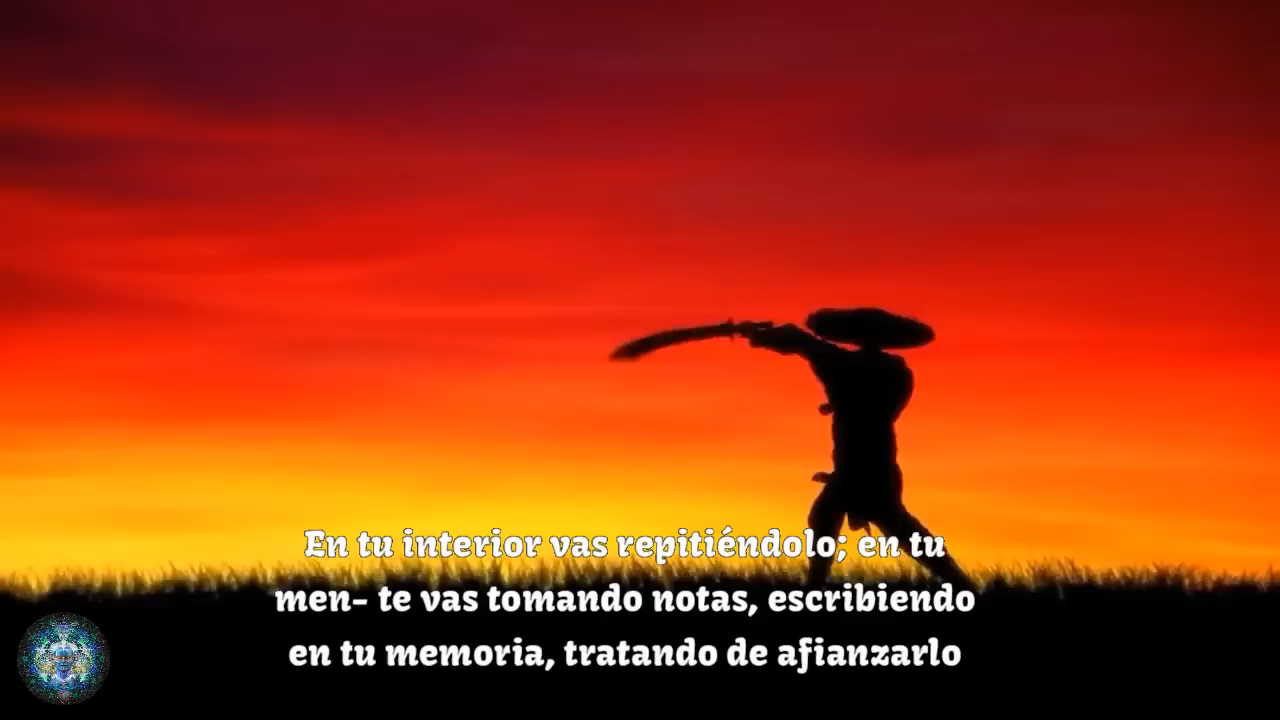 En tu interior vas repitiéndolo; en tu
men- te vas tomando notas, escribiendo
en tu memoria, tratando de afianzarlo